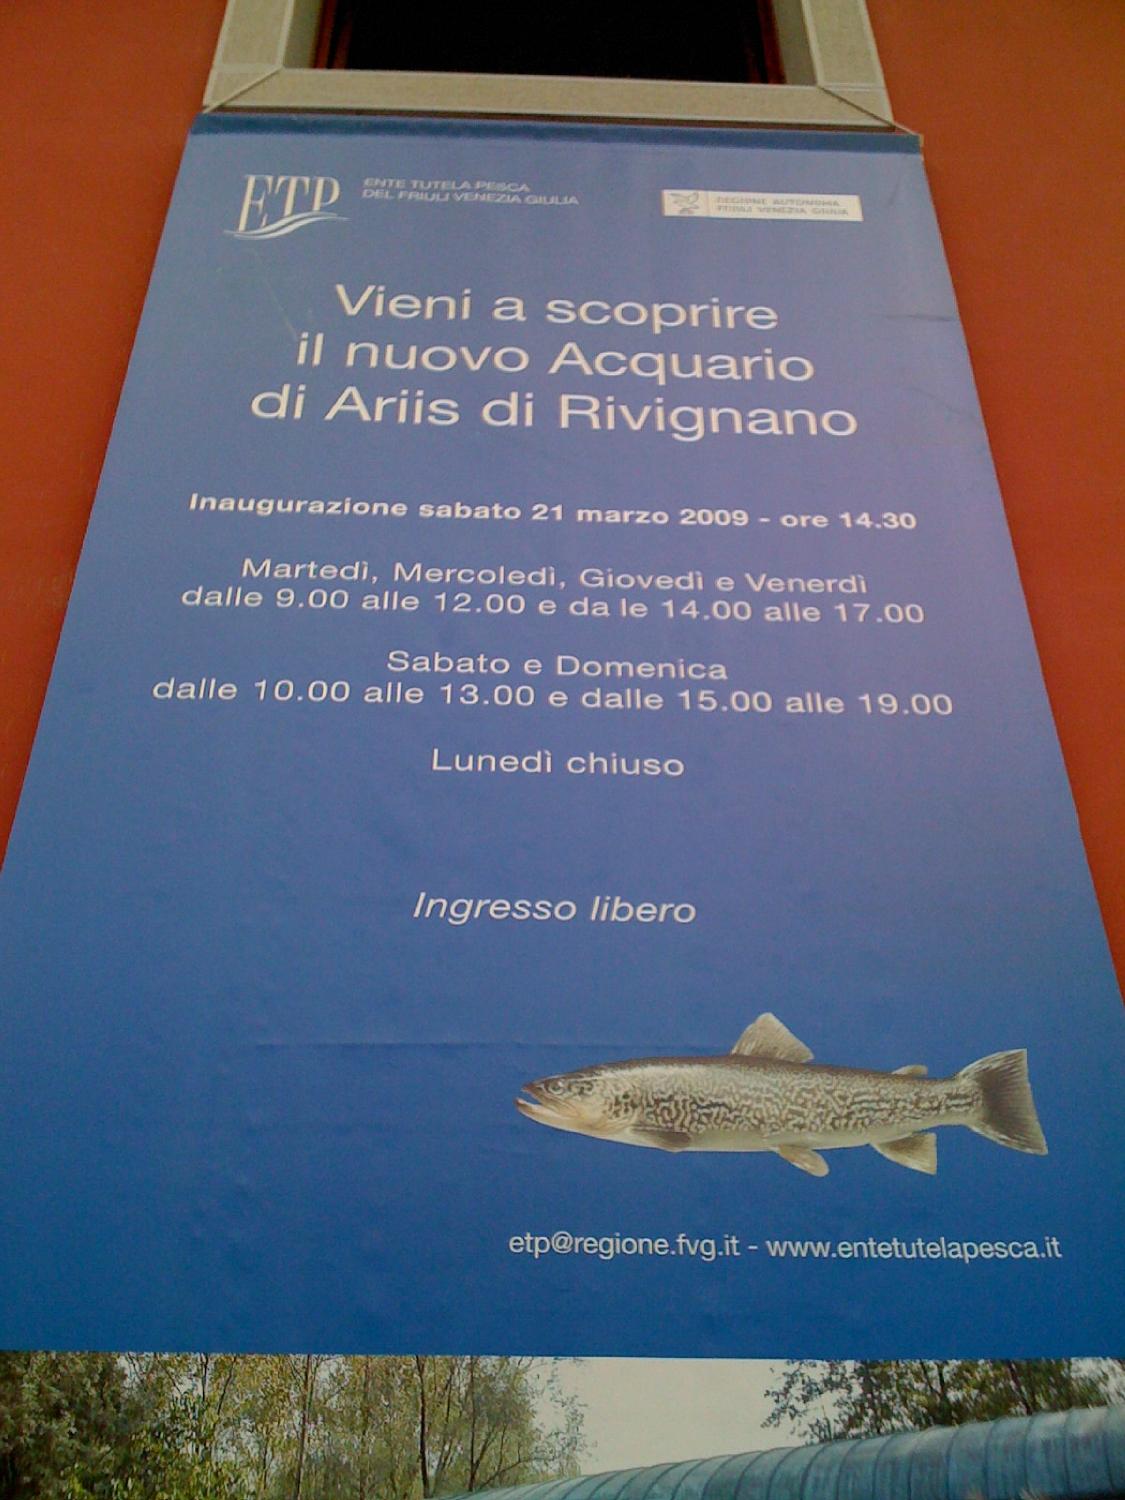 ETP
ENTE TUTELA PESCA
DEL FRIULI VENEZIA GIULIA
REGIONE AUTONOMA
FRIULI VENEZIA GIULIA
Vieni a scoprire
il nuovo Acquario
di Ariis di Rivignano
Inaugurazione sabato 21 marzo 2009 - ore 14.30
Martedì, Mercoledì, Giovedì e Venerdì
dalle 9.00 alle 12.00 e da le 14.00 alle 17.00
Sabato e Domenica
dalle 10.00 alle 13.00 e dalle 15.00 alle 19.00
Lunedì chiuso
Ingresso libero
etp@regione.fvg.it - www.entetutelapesca.it